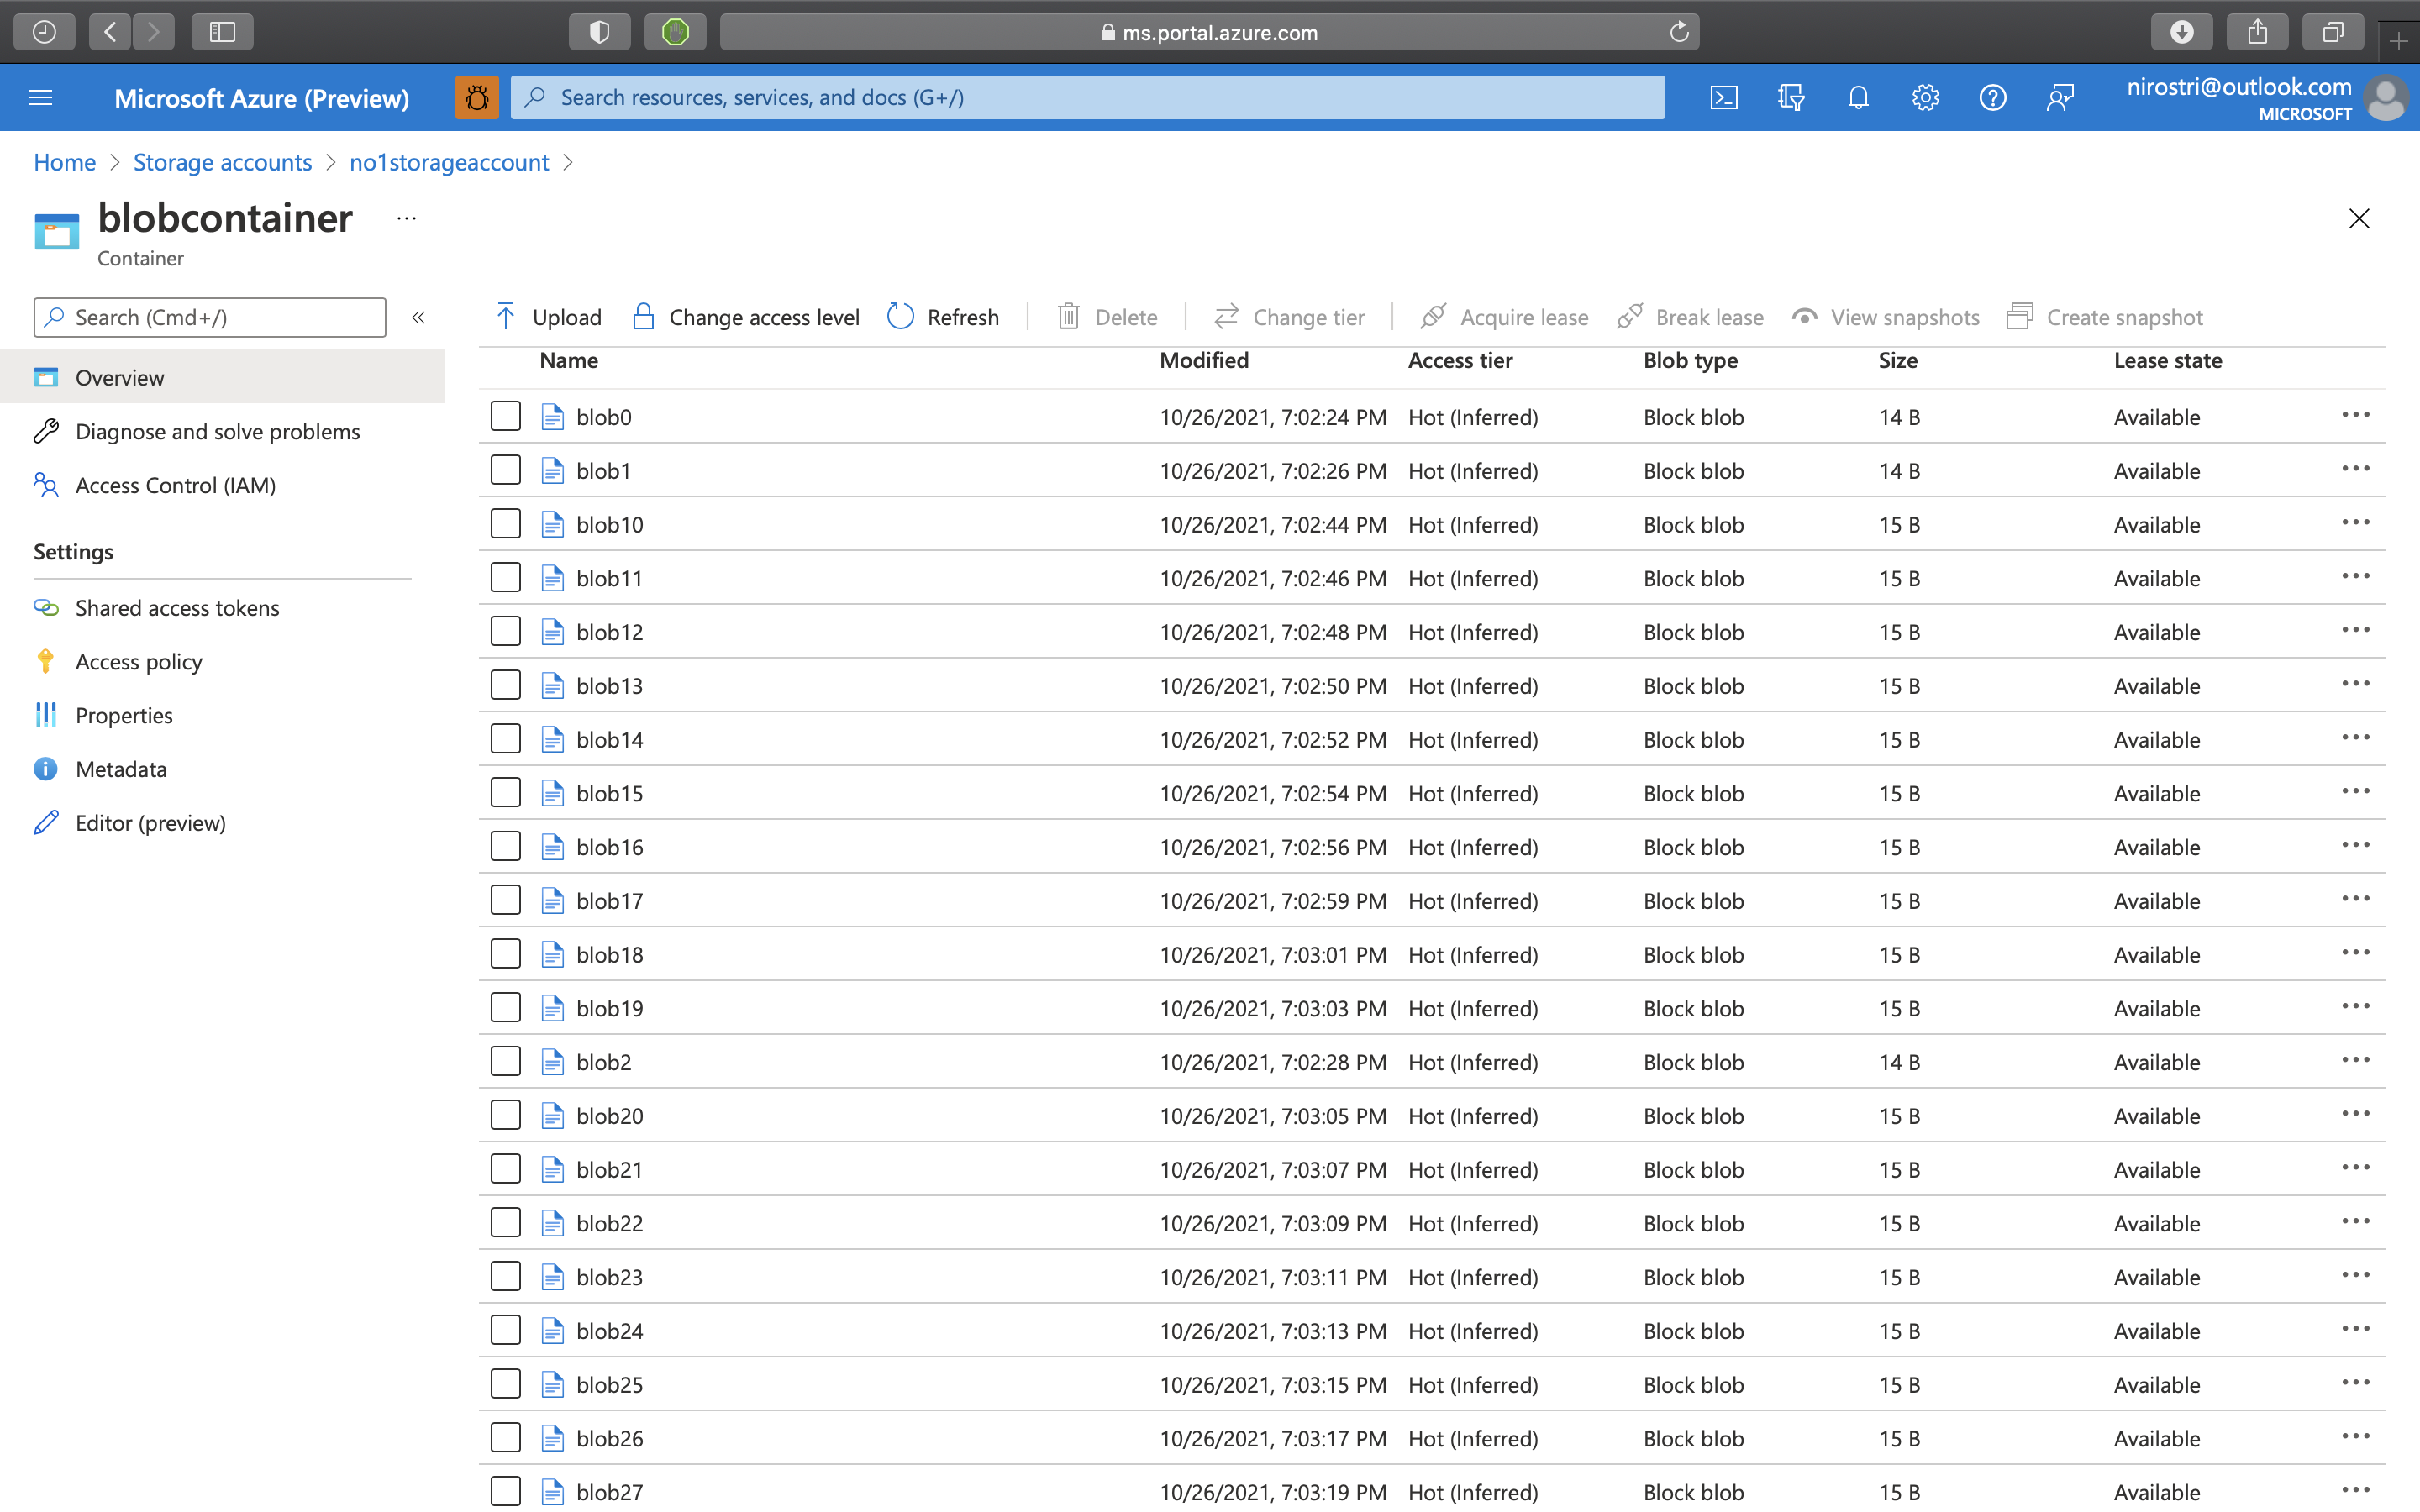 ms.portal.azure.com
Microsoft Azure (Preview)
Search resources, services, and docs (G+/)
nirostri@outlook.com
MICROSOFT
Home > Storage accounts > no1storageaccount >
blobcontainer ...
Container
Search (Cmd+/)
«
Overview
Diagnose and solve problems
Access Control (IAM)
Settings
Shared access tokens
Access policy
Properties
Metadata
Editor (preview)
Upload Change access level Refresh Delete Change tier Acquire lease Break lease View snapshots Create snapshot
Name Modified Access tier Blob type Size Lease state
blob0 10/26/2021, 7:02:24 PM Hot (Inferred) Block blob 14 B Available
blob1 10/26/2021, 7:02:26 PM Hot (Inferred) Block blob 14 B Available
blob10 10/26/2021, 7:02:44 PM Hot (Inferred) Block blob 15 B Available
blob11 10/26/2021, 7:02:46 PM Hot (Inferred) Block blob 15 B Available
blob12 10/26/2021, 7:02:48 PM Hot (Inferred) Block blob 15 B Available
blob13 10/26/2021, 7:02:50 PM Hot (Inferred) Block blob 15 B Available
blob14 10/26/2021, 7:02:52 PM Hot (Inferred) Block blob 15 B Available
blob15 10/26/2021, 7:02:54 PM Hot (Inferred) Block blob 15 B Available
blob16 10/26/2021, 7:02:56 PM Hot (Inferred) Block blob 15 B Available
blob17 10/26/2021, 7:02:59 PM Hot (Inferred) Block blob 15 B Available
blob18 10/26/2021, 7:03:01 PM Hot (Inferred) Block blob 15 B Available
blob19 10/26/2021, 7:03:03 PM Hot (Inferred) Block blob 15 B Available
blob2 10/26/2021, 7:02:28 PM Hot (Inferred) Block blob 14 B Available
blob20 10/26/2021, 7:03:05 PM Hot (Inferred) Block blob 15 B Available
blob21 10/26/2021, 7:03:07 PM Hot (Inferred) Block blob 15 B Available
blob22 10/26/2021, 7:03:09 PM Hot (Inferred) Block blob 15 B Available
blob23 10/26/2021, 7:03:11 PM Hot (Inferred) Block blob 15 B Available
blob24 10/26/2021, 7:03:13 PM Hot (Inferred) Block blob 15 B Available
blob25 10/26/2021, 7:03:15 PM Hot (Inferred) Block blob 15 B Available
blob26 10/26/2021, 7:03:17 PM Hot (Inferred) Block blob 15 B Available
blob27 10/26/2021, 7:03:19 PM Hot (Inferred) Block blob 15 B Available